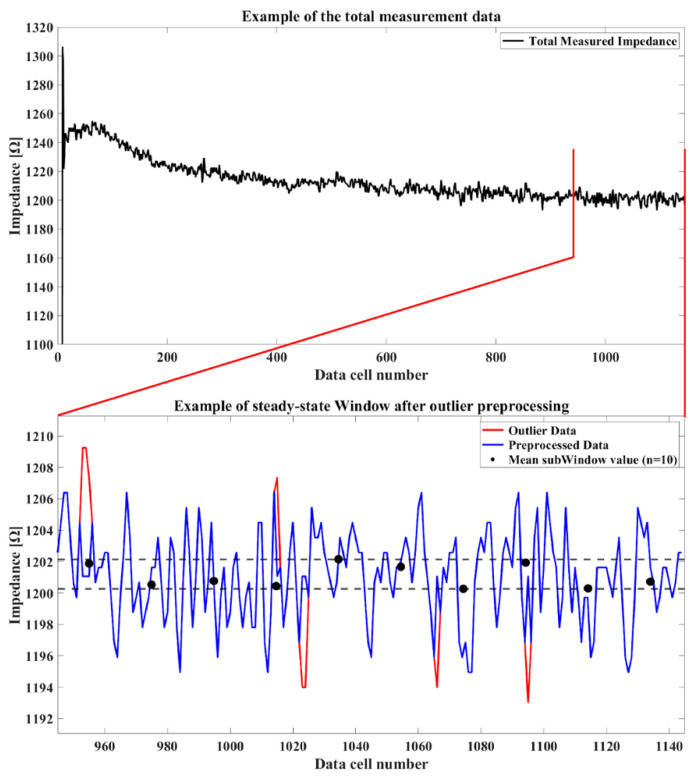 Example of the total measurement data
1320
1300
1280
1260
1240
1220
1200
1180
1160
1140
1120
1100
Impedance [Ω]
Total Measured Impedance
0 200 400 600 800 1000
Data cell number
Example of steady-state Window after outlier preprocessing
1210
1208
1206
1204
1202
1200
1198
1196
1194
1192
Impedance [Ω]
Outlier Data
Preprocessed Data
Mean subWindow value (n=10)
960 980 1000 1020 1040 1060 1080 1100 1120 1140
Data cell number